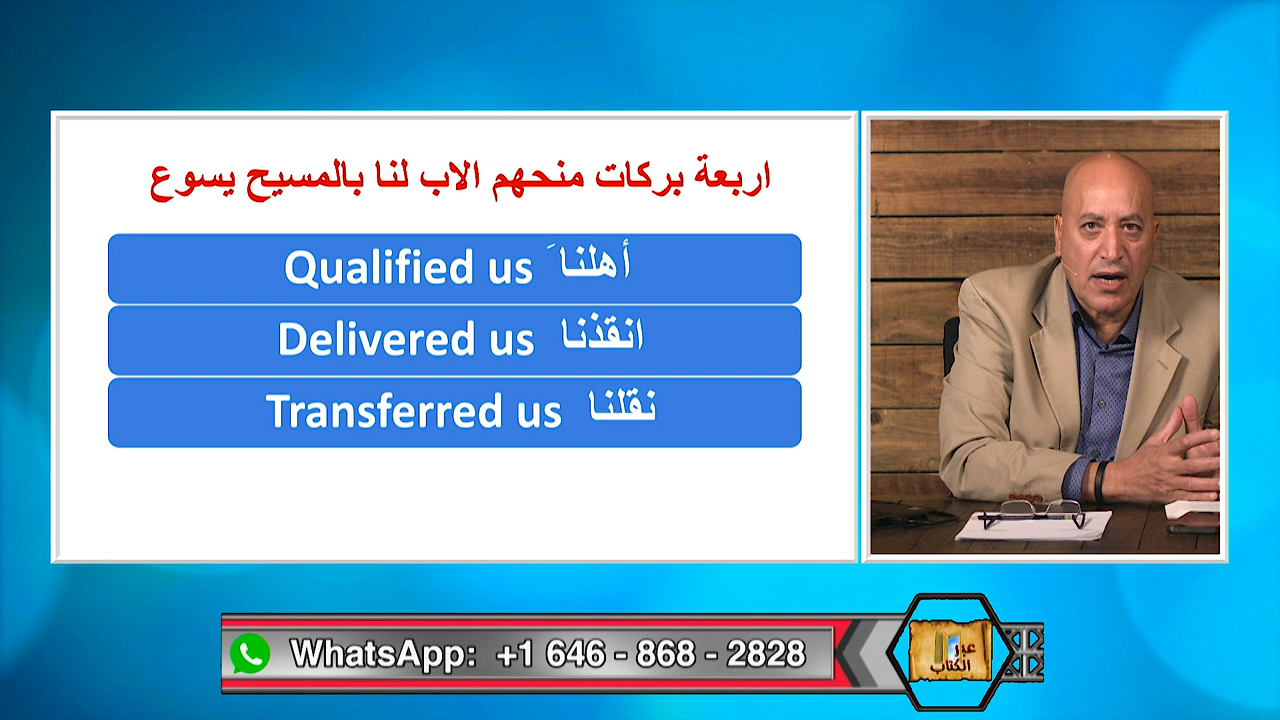 اربعة بركات منحهم الاب لنا بالمسيح يسوع
Qualified us أهلنا َ
Delivered us انقذنا
Transferred us نقلنا
WhatsApp: +1 646 - 868 - 2828
عبر
الكتاب